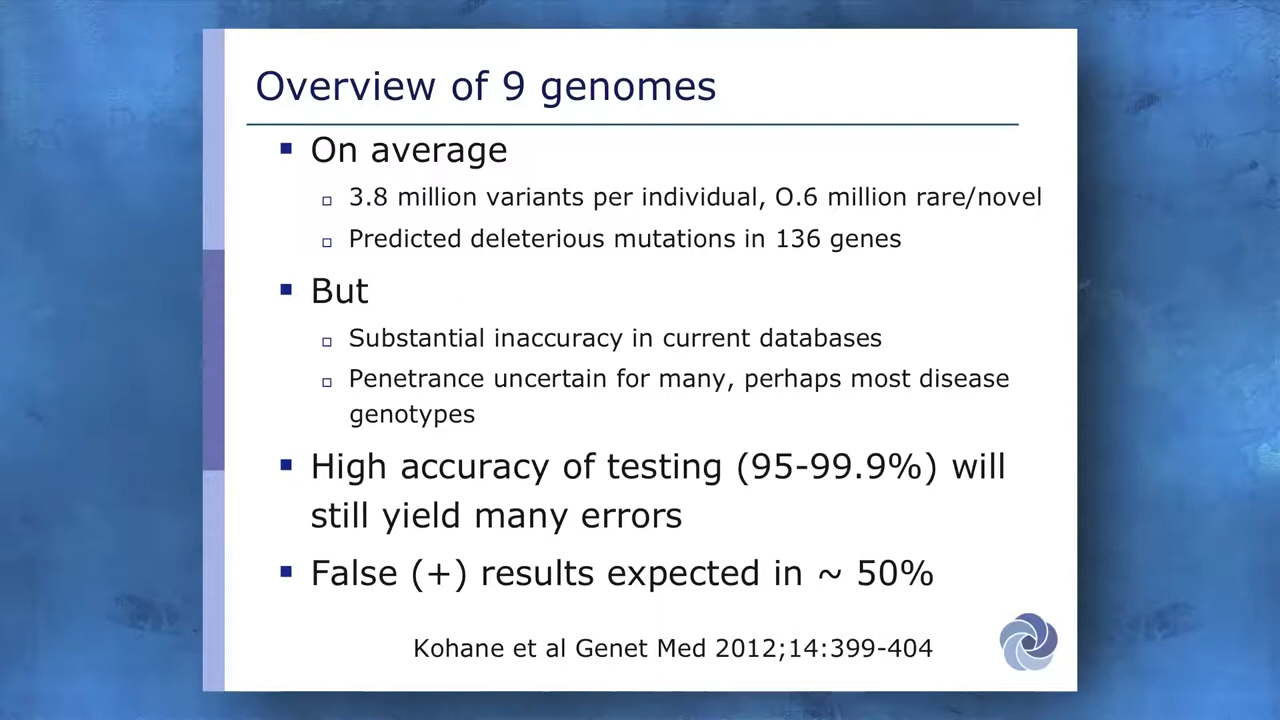 Overview of 9 genomes
On average
3.8 million variants per individual, O.6 million rare/novel
Predicted deleterious mutations in 136 genes
But
Substantial inaccuracy in current databases
Penetrance uncertain for many, perhaps most disease
genotypes
High accuracy of testing (95-99.9%) will
still yield many errors
False (+) results expected in ~ 50%
Kohane et al Genet Med 2012;14:399-404